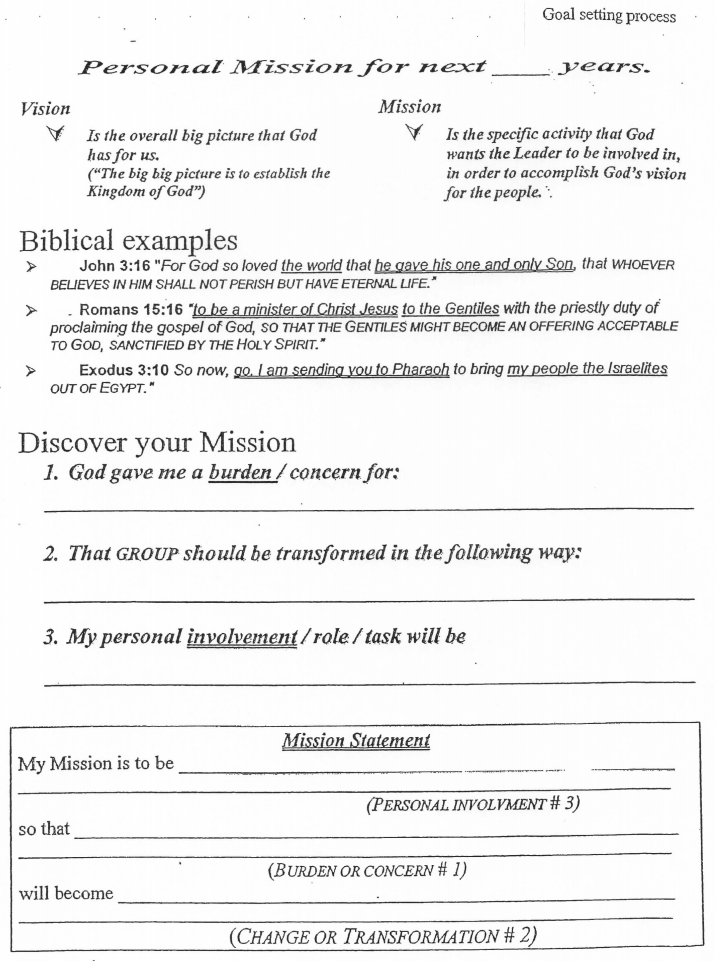 Goal setting process
Personal Mission for next ____ years.
Vision
Is the overall big picture that God
has for us.
("The big big picture is to establish the
Kingdom of God")
Mission
Is the specific activity that God
wants the Leader to be involved in,
in order to accomplish God's vision
for the people.
Biblical examples
➢ John 3:16 "For God so loved the world that he gave his one and only Son, that WHOEVER
BELIEVES IN HIM SHALL NOT PERISH BUT HAVE ETERNAL LIFE."
➢ Romans 15:16 "to be a minister of Christ Jesus to the Gentiles with the priestly duty of
proclaiming the gospel of God, SO THAT THE GENTILES MIGHT BECOME AN OFFERING ACCEPTABLE
TO GOD, SANCTIFIED BY THE HOLY SPIRIT."
➢ Exodus 3:10 So now, go. I am sending you to Pharaoh to bring my people the Israelites
OUT OF EGYPT."
Discover your Mission
1. God gave me a burden / concern for:
2. That GROUP should be transformed in the following way:
3. My personal involvement / role / task will be
Mission Statement
My Mission is to be
(PERSONAL INVOLVMENT # 3)
so that
(BURDEN OR CONCERN # 1)
will become
(CHANGE OR TRANSFORMATION # 2)